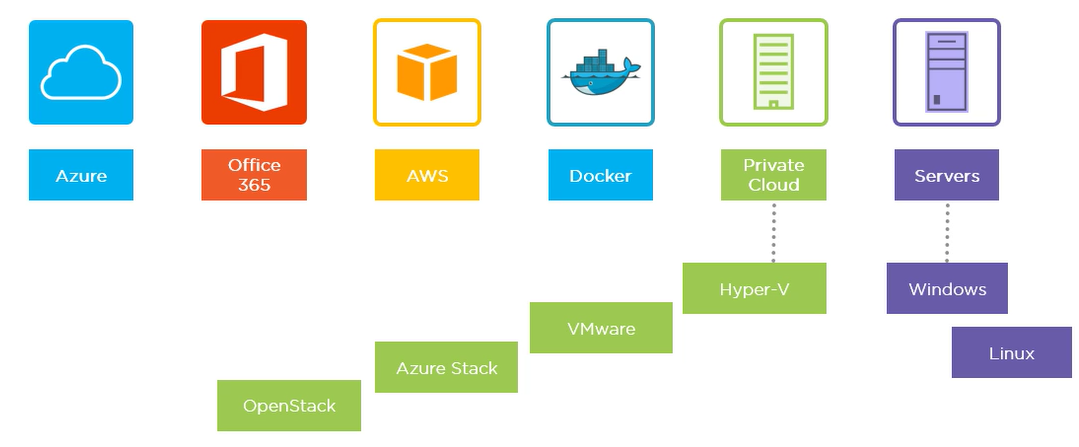 Azure
Office
365
AWS
Docker
Private
Cloud
Servers
Hyper-V
Windows
VMware
Linux
Azure Stack
OpenStack